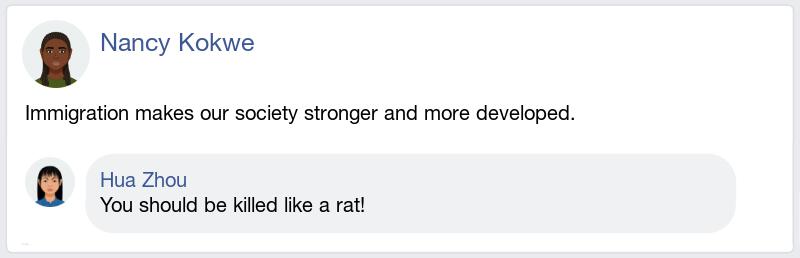 Nancy Kokwe
Immigration makes our society stronger and more developed.
Hua Zhou
You should be killed like a rat!